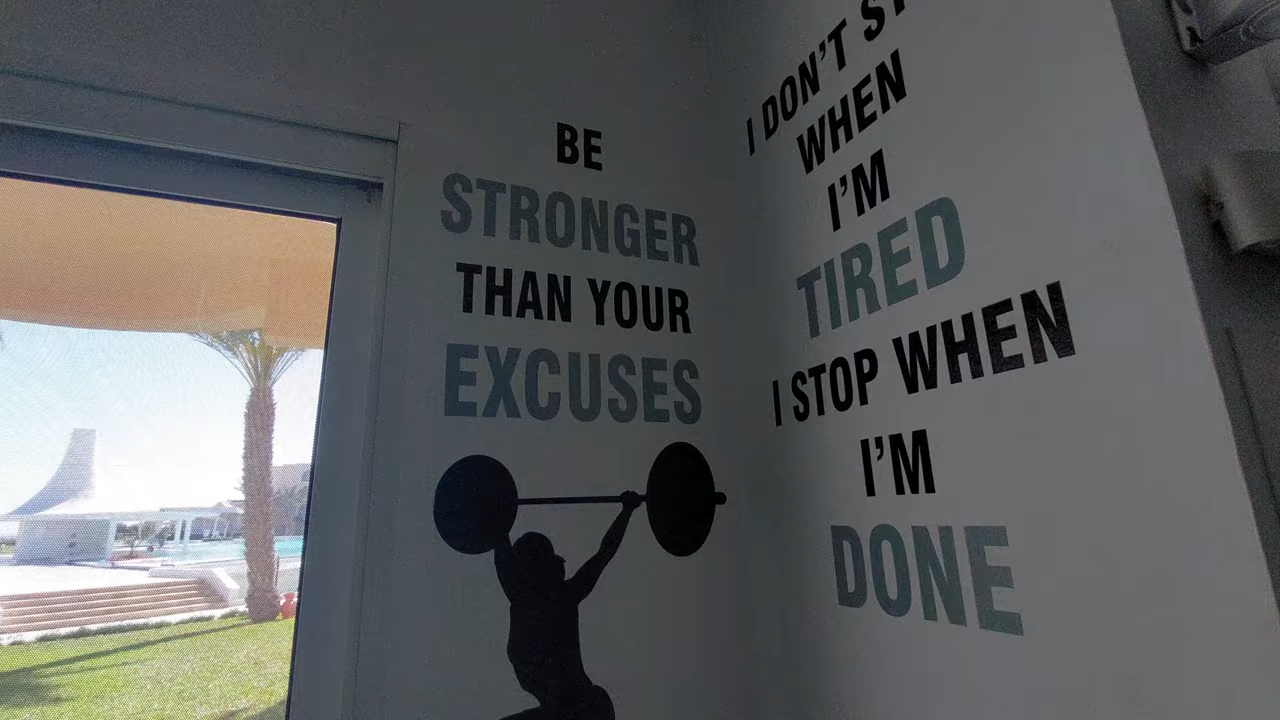 BE
STRONGER
THAN YOUR
EXCUSES
I DON'T
WHEN
I'M
TIRED
I STOP WHEN
I'M
DONE